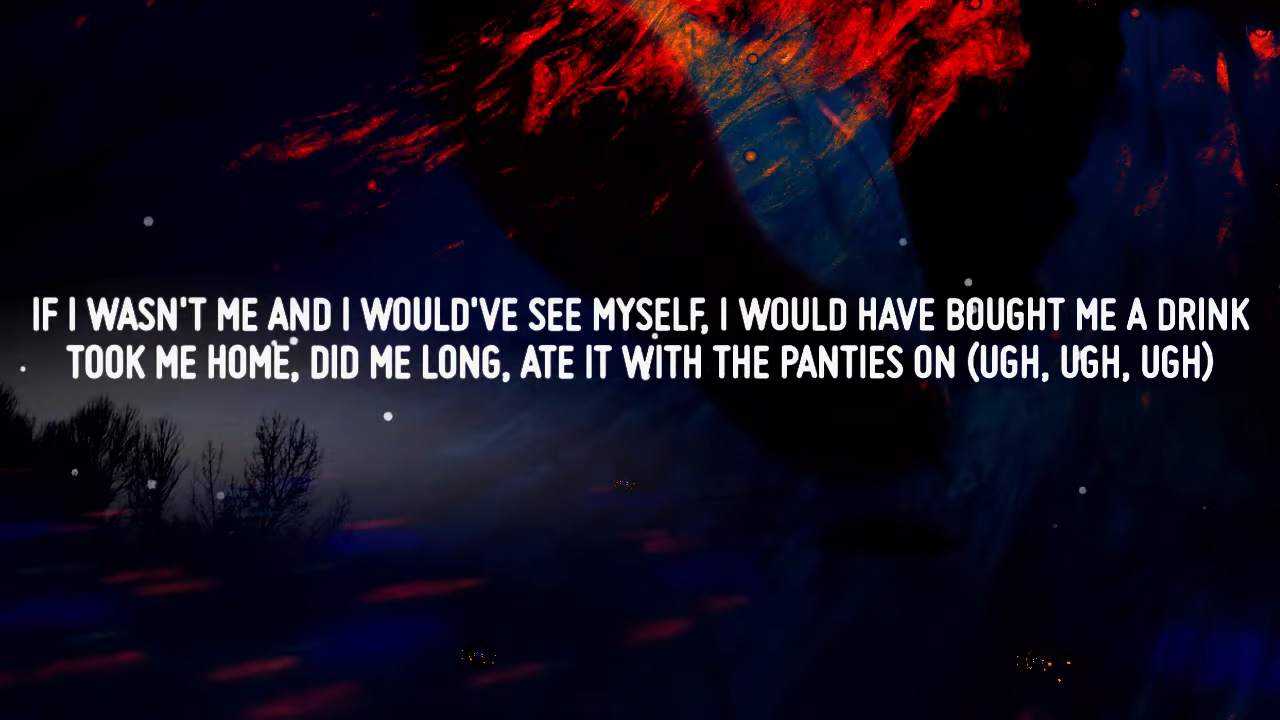 IF I WASN'T ME AND I WOULD'VE SEE MYSELF, I WOULD HAVE BOUGHT ME A DRINK
TOOK ME HOME, DID ME LONG, ATE IT WITH THE PANTIES ON (UGH, UGH, UGH)